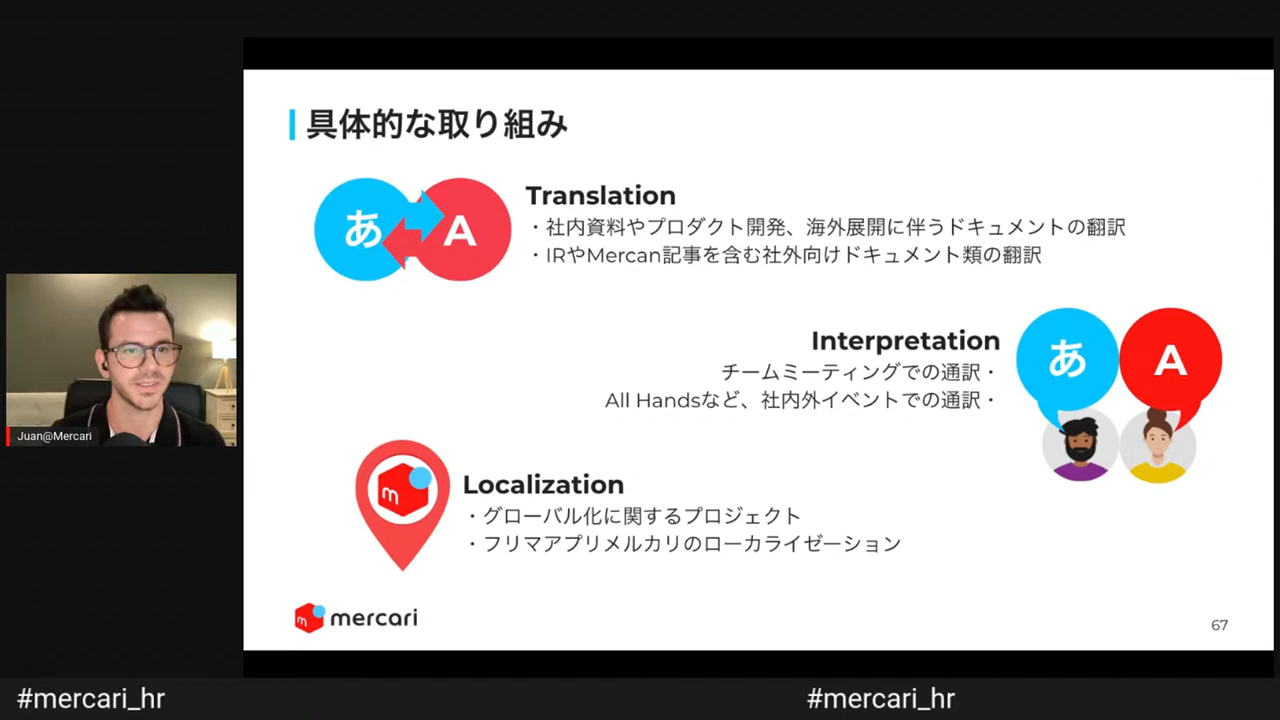 具体的な取り組み
あ A
Translation
・社内資料やプロダクト開発、海外展開に伴うドキュメントの翻訳
・IRやMercan記事を含む社外向けドキュメント類の翻訳
Interpretation
チームミーティングでの通訳・
All Handsなど、社内外イベントでの通訳・
あ A
Juan@Mercari
m
Localization
・グローバル化に関するプロジェクト
・フリマアプリメルカリのローカライゼーション
m mercari
67
#mercari_hr #mercari_hr